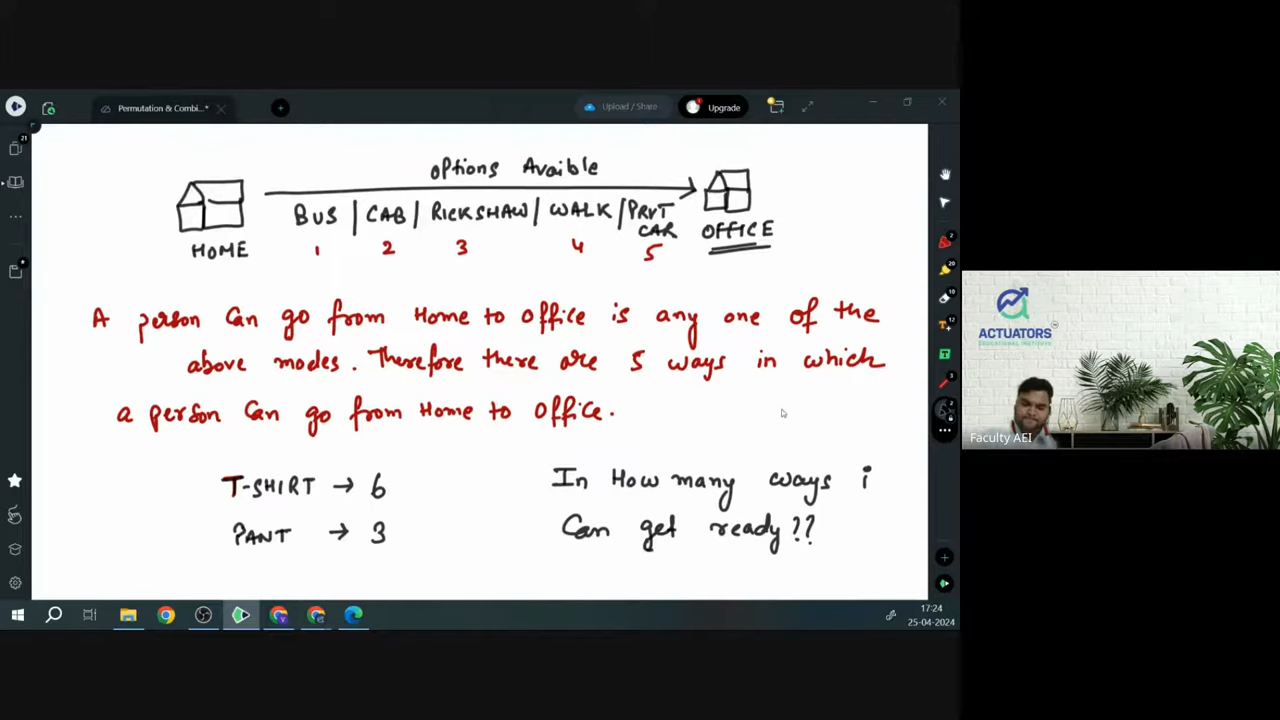 Permutation & Combi...*
Upload / Share
Upgrade
Options Avaible
BUS | CAB | RICKSHAW | WALK | PRVT CAR
1 2 3 4 5
HOME
OFFICE
A person Can go from Home to office is any one of the
above modes. Therefore there are 5 ways in which
a person Can go from Home to office.
T-SHIRT → 6
PANT → 3
In How many ways i
Can get ready??
ACTUATORS
EDUCATIONAL INSTITUTE
Faculty AEI
17:24
25-04-2024